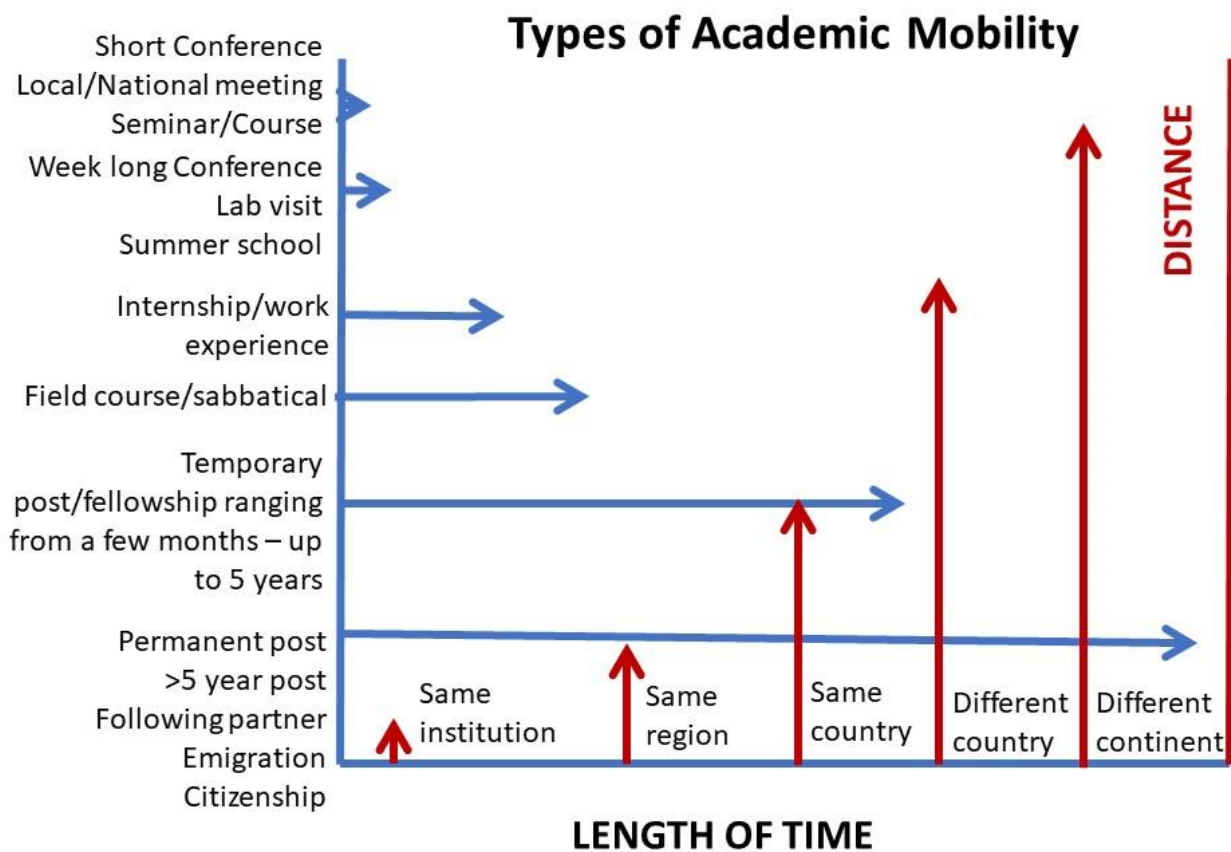 Types of Academic Mobility
Short Conference
Local/National meeting
Seminar/Course
Week long Conference
Lab visit
Summer school
Internship/work
experience
Field course/sabbatical
Temporary
post/fellowship ranging
from a few months – up
to 5 years
Permanent post
>5 year post
Following partner
Emigration
Citizenship
Same
institution
Same
region
Same
country
Different
country
Different
continent
DISTANCE
LENGTH OF TIME